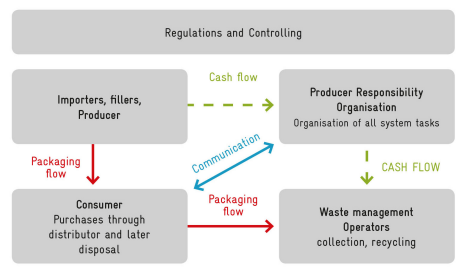 Regulations and Controlling
Importers, fillers,
Producer
Cash flow
Producer Responsibility
Organisation
Organisation of all system tasks
Packaging
flow
Communication
CASH FLOW
Consumer
Purchases through
distributor and later
disposal
Packaging
flow
Waste management
Operators
collection, recycling